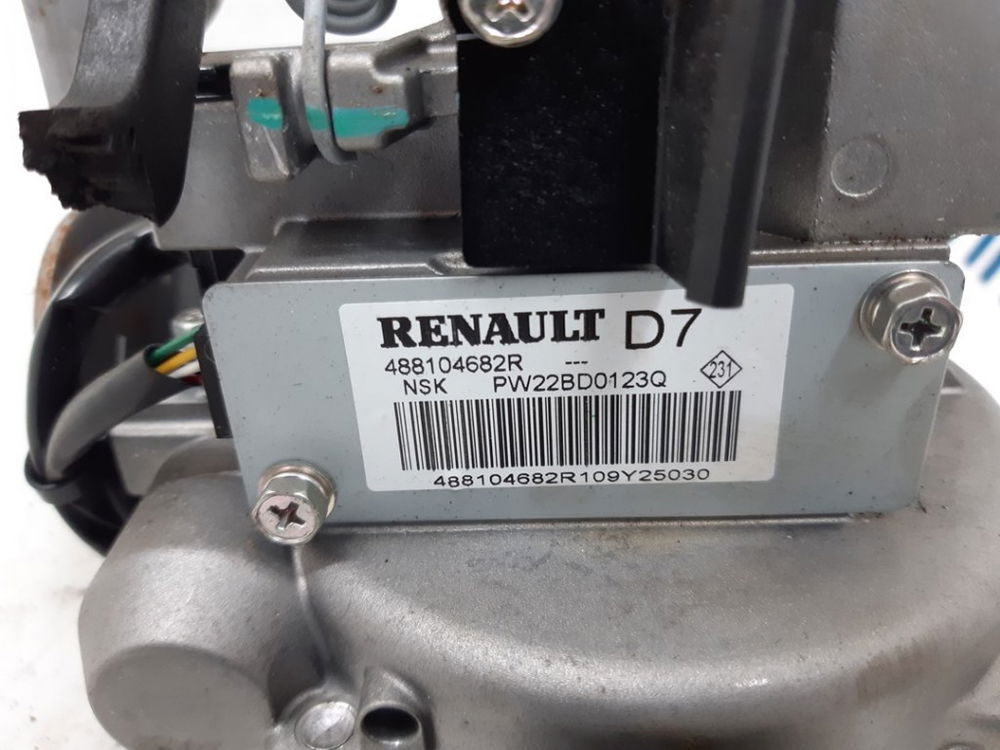 RENAULT D7
488104682R ---
NSK PW22BD0123Q 231
488104682R109Y25030